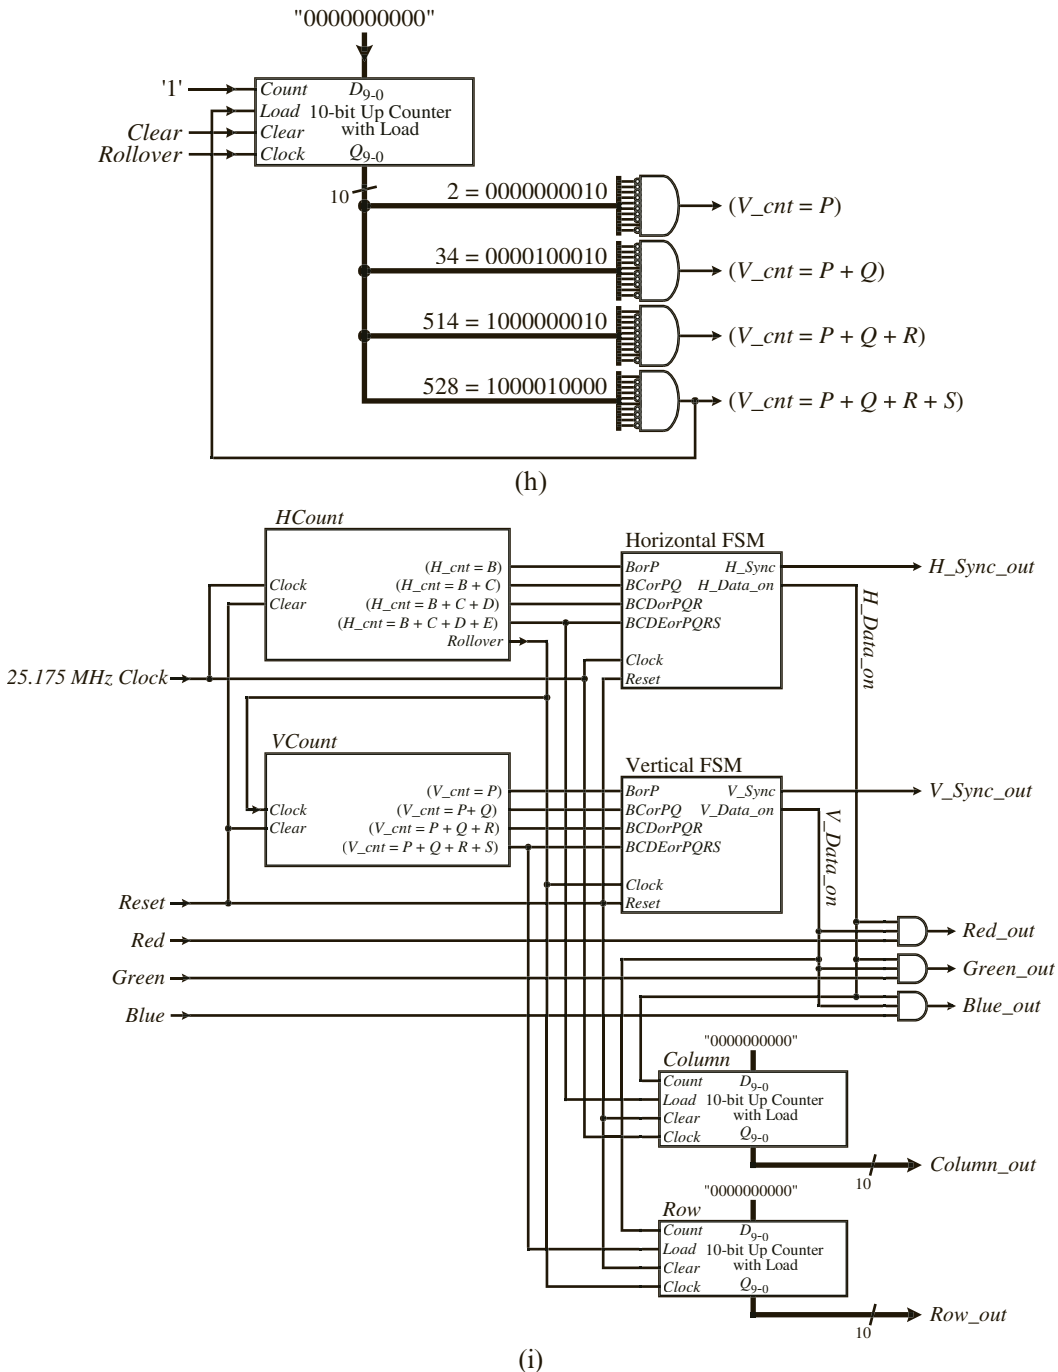 "0000000000"
'1'
Count D9-0
Load 10-bit Up Counter
with Load
Clear Clear
Rollover Clock Q9-0
10
2 = 0000000010
(V_cnt = P)
34 = 0000100010
(V_cnt = P + Q)
514 = 1000000010
(V_cnt = P + Q + R)
528 = 1000010000
(V_cnt = P + Q + R + S)
(h)
HCount
Horizontal FSM
(H_cnt = B) BorP H_Sync H_Sync_out
Clock (H_cnt = B + C) BCorPQ H_Data_on
Clear (H_cnt = B + C + D) BCDorPQR
(H_cnt = B + C + D + E) BCDEorPQRS
Rollover
H_Data_on
Clock
25.175 MHz Clock Reset
VCount
Vertical FSM
(V_cnt = P) BorP V_Sync V_Sync_out
Clock (V_cnt = P+ Q) BCorPQ V_Data_on
Clear (V_cnt = P + Q + R) BCDorPQR
(V_cnt = P + Q + R + S) BCDEorPQRS
V_Data_on
Clock
Reset Reset
Red Red_out
Green Green_out
Blue Blue_out
"0000000000"
Column
Count D9-0
Load 10-bit Up Counter
Clear with Load
Clock Q9-0
10
Column_out
"0000000000"
Row
Count D9-0
Load 10-bit Up Counter
Clear with Load
Clock Q9-0
10
Row_out
(i)